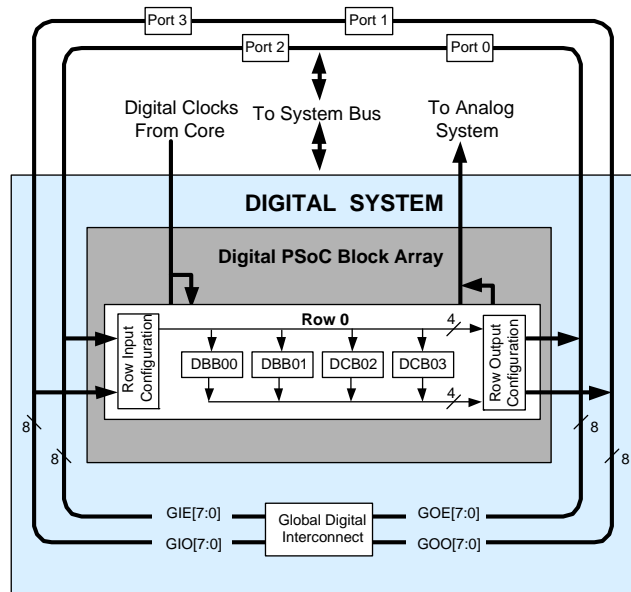 Port 3
Port 1
Port 2
Port 0
Digital Clocks
From Core
To System Bus
To Analog
System
DIGITAL SYSTEM
Digital PSoC Block Array
Row 0
4
Row Input
Configuration
DBB00
DBB01
DCB02
DCB03
4
Row Output
Configuration
8
8
8
8
GIE[7:0]
GIO[7:0]
Global Digital
Interconnect
GOE[7:0]
GOO[7:0]